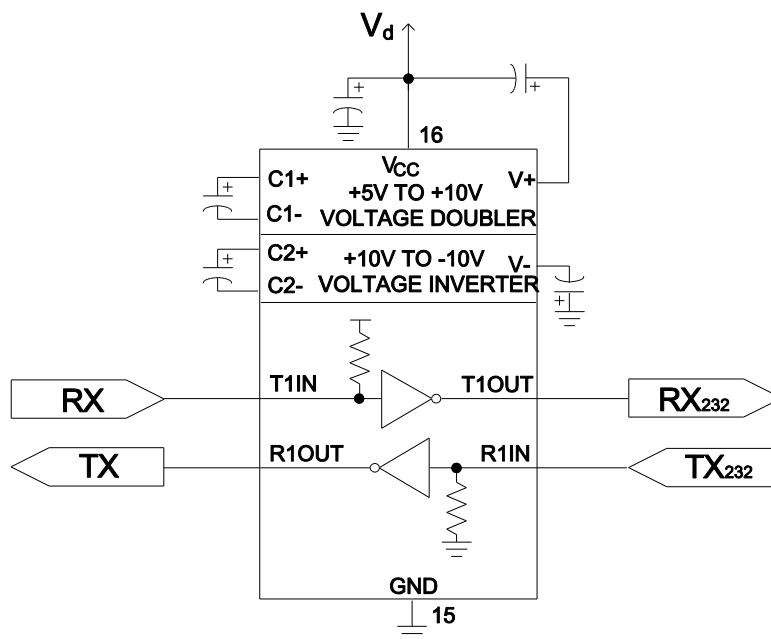 Vd
+
+
16
VCC
C1+
+5V TO +10V
V+
+
C1-
VOLTAGE DOUBLER
C2+
+10V TO -10V
V-
+
C2-
VOLTAGE INVERTER
+
T1IN
T1OUT
RX
RX232
R1OUT
R1IN
TX
TX232
GND
15